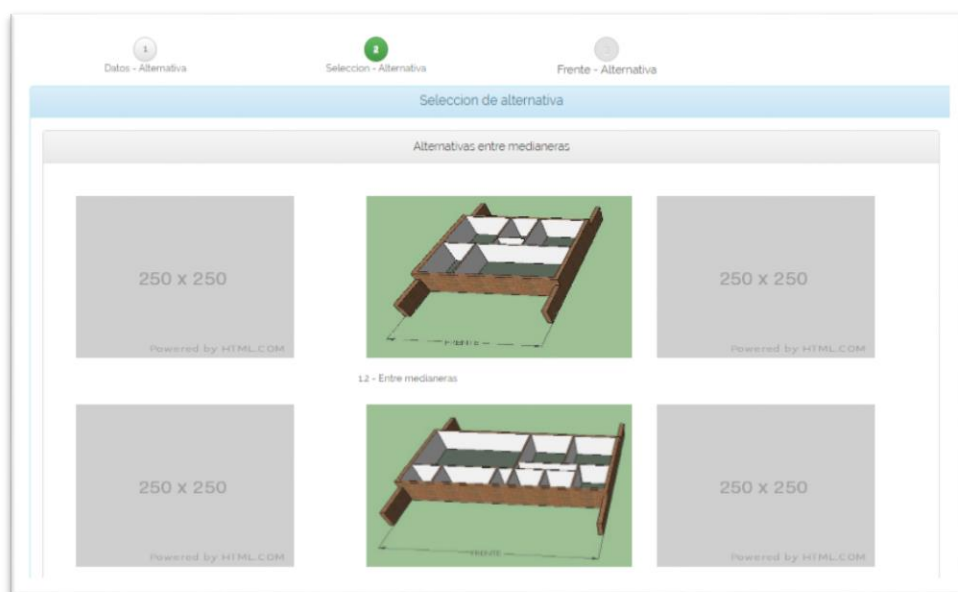 1
2
Datos - Alternativa
Seleccion - Alternativa
Frente - Alternativa
Seleccion de alternativa
Alternativas entre medianeras
250 x 250
Powered by HTML.COM
FRENTE
250 x 250
Powered by HTML.COM
1.2 - Entre medianeras
250 x 250
Powered by HTML.COM
FRENTE
250 x 250
Powered by HTML.COM